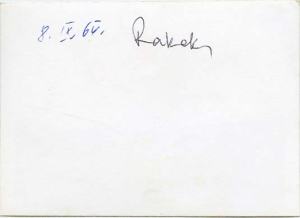 8. IX. 60. Rakek